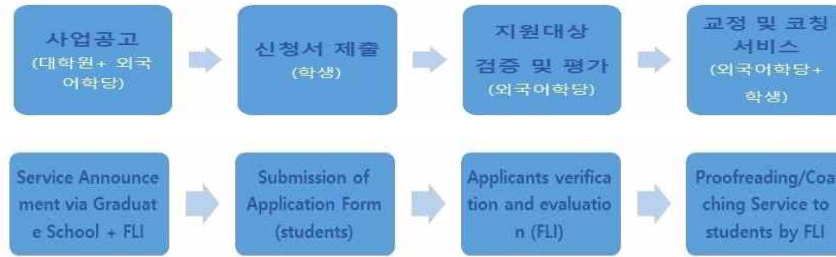 사업공고
(대학원+ 외국
어학당)
신청서 제출
(학생)
지원대상
검증 및 평가
(외국어학당)
교정 및 코칭
서비스
(외국어학당+
학생)
Service Announce
ment via Graduat
e School + FLI
Submission of
Application Form
(students)
Applicants verifica
tion and evaluatio
n (FLI)
Proofreading/Coa
ching Service to
students by FLI